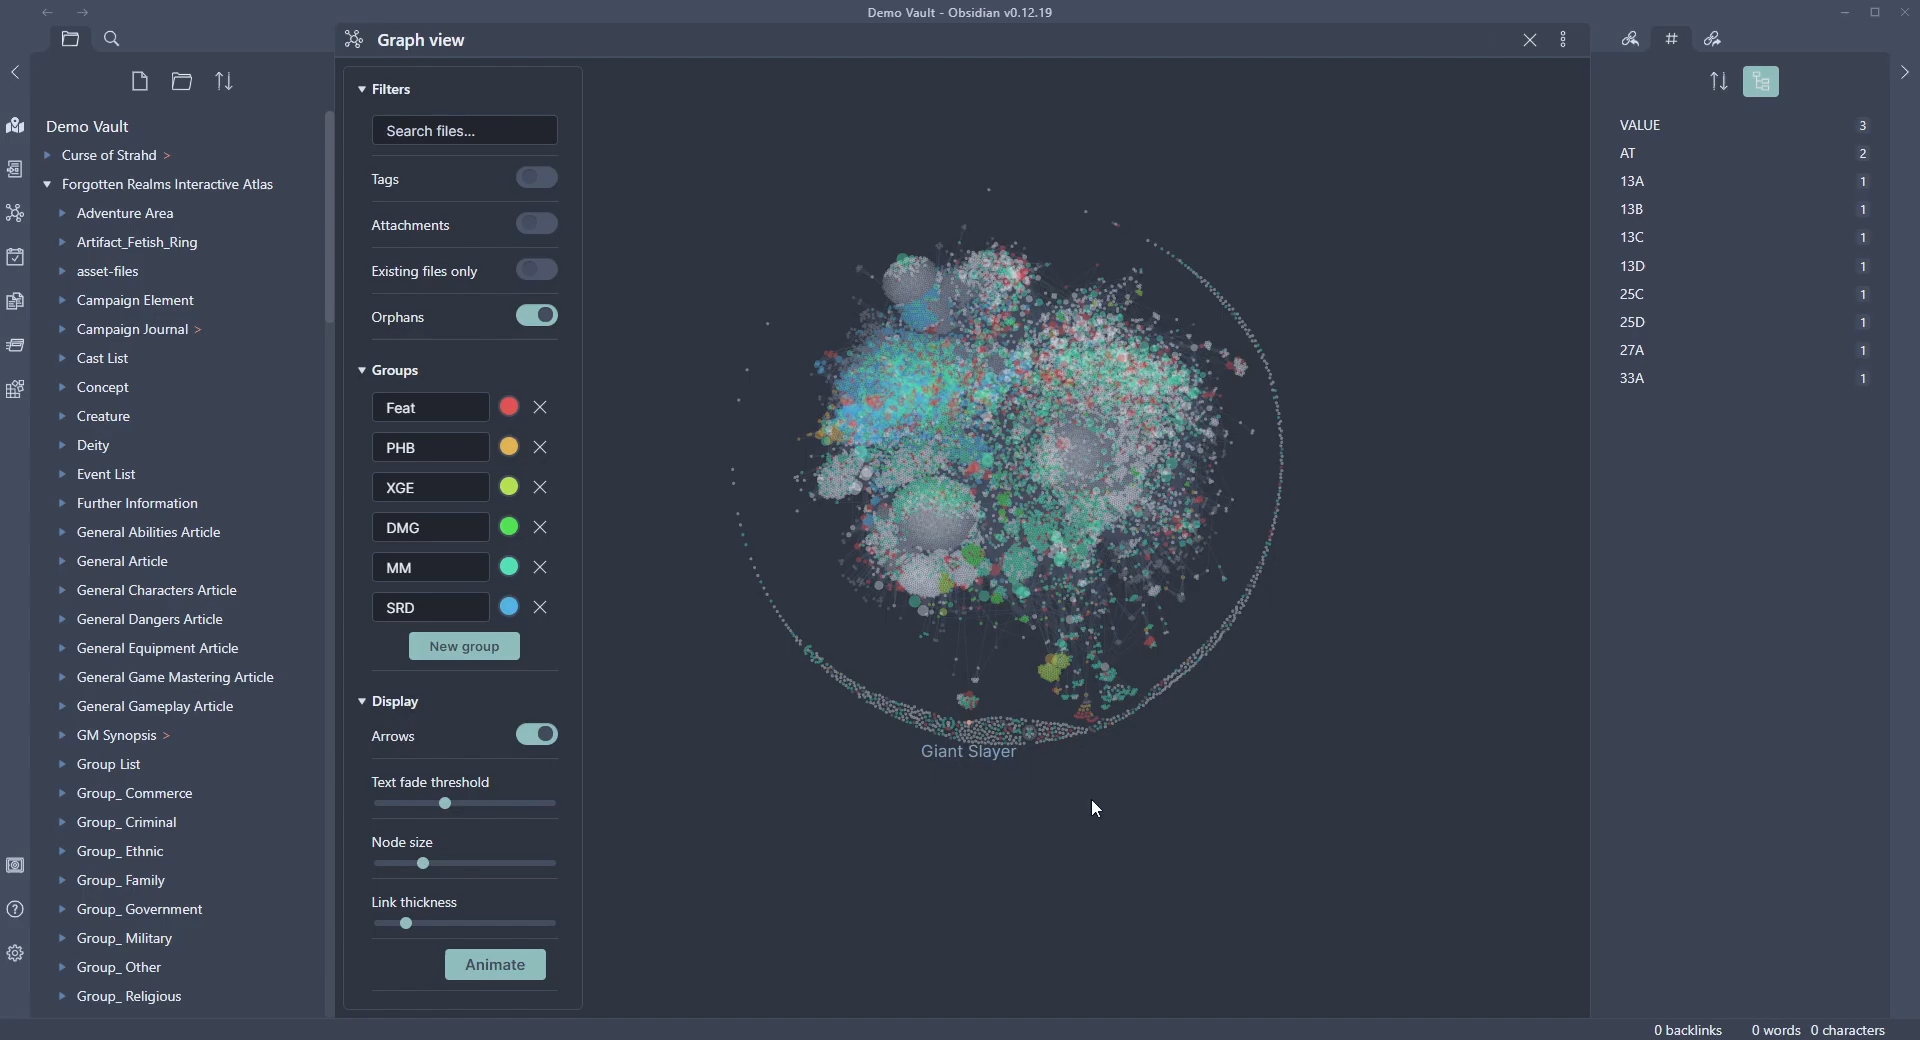 Demo Vault - Obsidian v0.12.19
Graph view
Demo Vault
Curse of Strahd >
Forgotten Realms Interactive Atlas
Adventure Area
Artifact_Fetish_Ring
asset-files
Campaign Element
Campaign Journal >
Cast List
Concept
Creature
Deity
Event List
Further Information
General Abilities Article
General Article
General Characters Article
General Dangers Article
General Equipment Article
General Game Mastering Article
General Gameplay Article
GM Synopsis >
Group List
Group_ Commerce
Group_ Criminal
Group_ Ethnic
Group_ Family
Group_ Government
Group_ Military
Group_ Other
Group_ Religious
Filters
Search files...
Tags
Attachments
Existing files only
Orphans
Groups
Feat
PHB
XGE
DMG
MM
SRD
New group
Display
Arrows
Text fade threshold
Node size
Link thickness
Animate
Giant Slayer
VALUE 3
AT 2
13A 1
13B 1
13C 1
13D 1
25C 1
25D 1
27A 1
33A 1
0 backlinks 0 words 0 characters